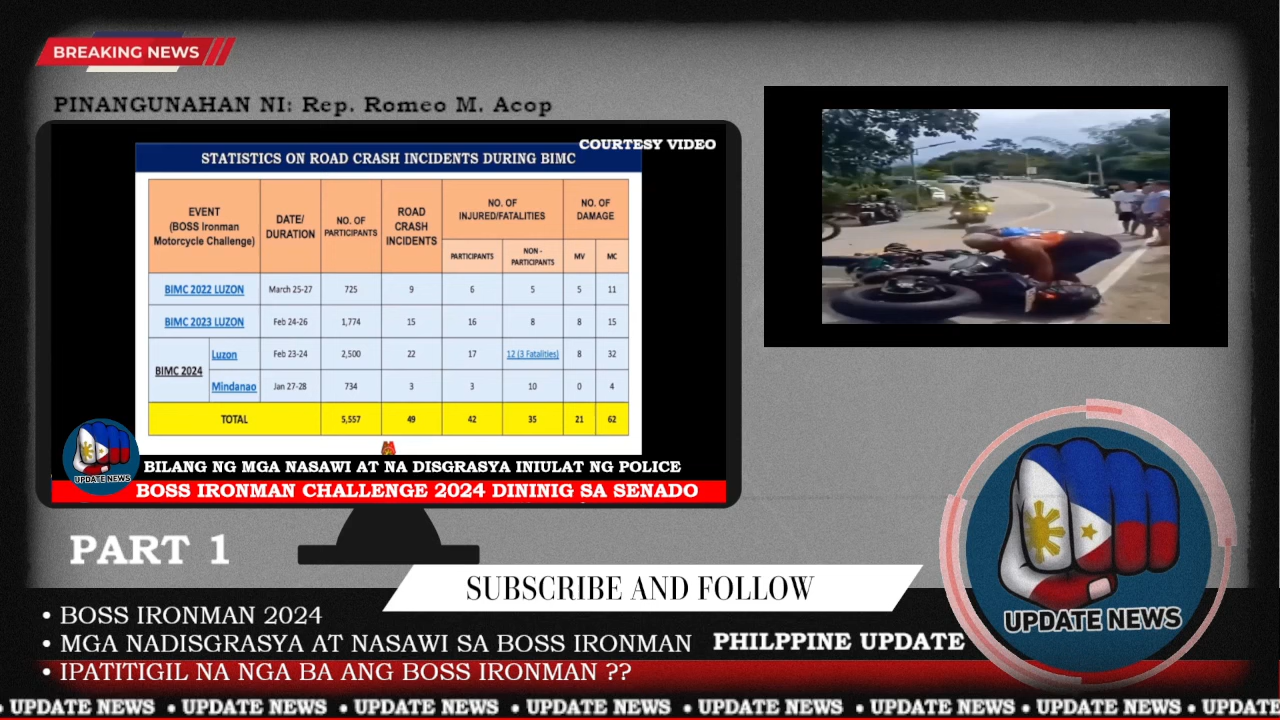 BREAKING NEWS
PINANGUNAHAN NI: Rep. Romeo M. Acop
COURTESY VIDEO
STATISTICS ON ROAD CRASH INCIDENTS DURING BIMC
EVENT (BOSS Ironman Motorcycle Challenge) DATE/ DURATION NO. OF PARTICIPANTS ROAD CRASH INCIDENTS NO. OF INJURED/FATALITIES NO. OF DAMAGE
PARTICIPANTS NON - PARTICIPANTS MV MC
BIMC 2022 LUZON March 25-27 725 9 6 5 5 11
BIMC 2023 LUZON Feb 24-26 1,774 15 16 8 8 15
BIMC 2024 Luzon Feb 23-24 2,500 22 17 12 (3 Fatalities) 8 32
Mindanao Jan 27-28 734 3 3 10 0 4
TOTAL 5,557 49 42 35 21 62
UPDATE NEWS
BILANG NG MGA NASAWI AT NA DISGRASYA INIULAT NG POLICE
BOSS IRONMAN CHALLENGE 2024 DINING SA SENADO
PART 1
SUBSCRIBE AND FOLLOW
• BOSS IRONMAN 2024
• MGA NADISGRASYA AT NASAWI SA BOSS IRONMAN
PHILPPINE UPDATE
• IPATITIGIL NA NGA BA ANG BOSS IRONMAN ??
UPDATE NEWS
• UPDATE NEWS • UPDATE NEWS • UPDATE NEWS • UPDATE NEWS • UPDATE NEWS • UPDATE NEWS • UPDATE NEWS • UPDATE